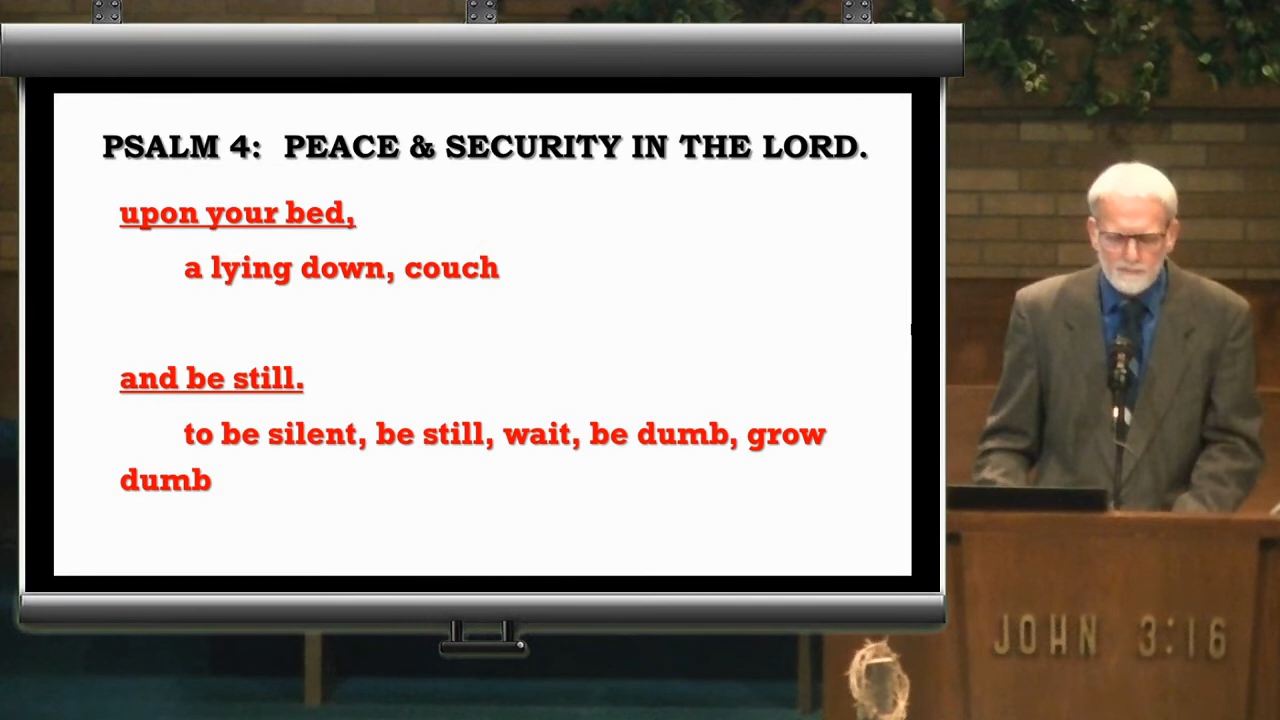 PSALM 4: PEACE & SECURITY IN THE LORD.
upon your bed,
a lying down, couch
and be still.
to be silent, be still, wait, be dumb, grow
dumb
JOHN 3:16